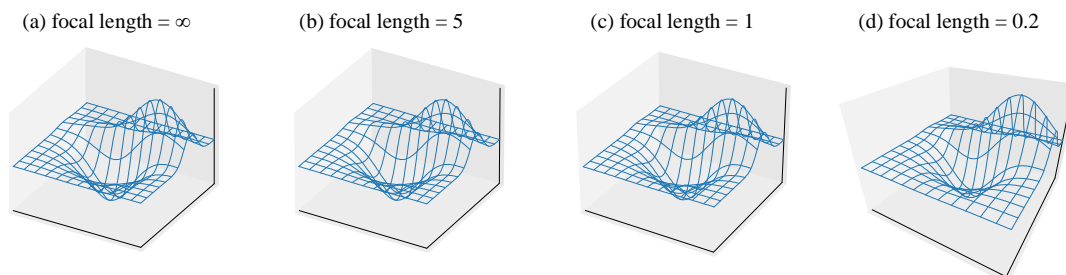 (a) focal length = ∞
(b) focal length = 5
(c) focal length = 1
(d) focal length = 0.2